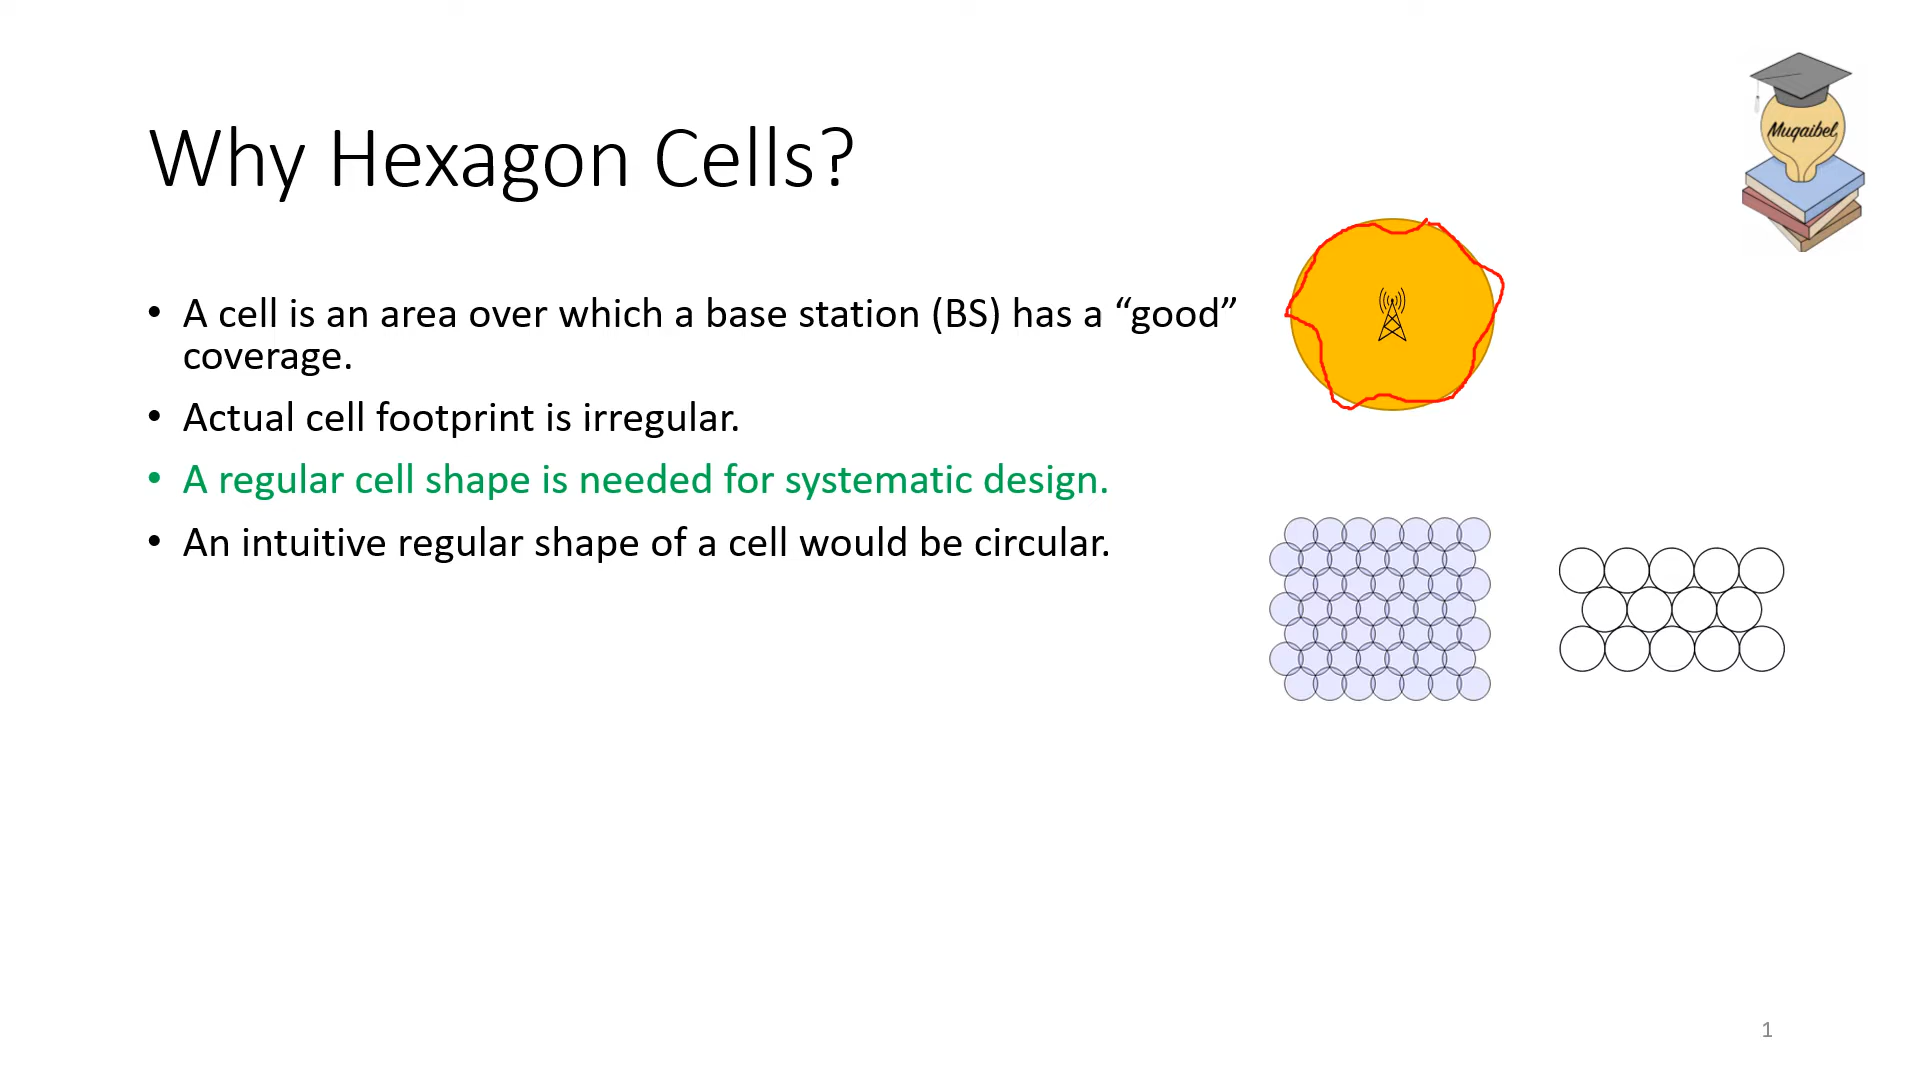 Why Hexagon Cells?
Muqaibel
• A cell is an area over which a base station (BS) has a “good”
coverage.
• Actual cell footprint is irregular.
• A regular cell shape is needed for systematic design.
• An intuitive regular shape of a cell would be circular.
1